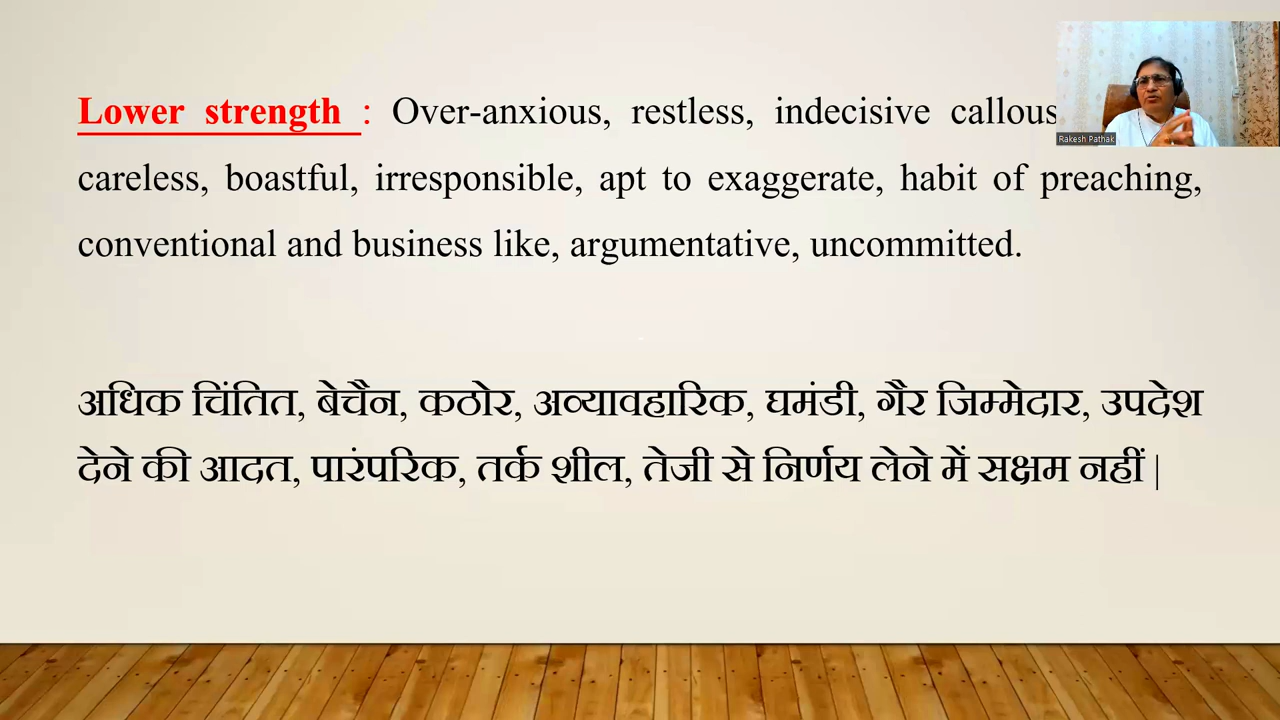 Lower strength : Over-anxious, restless, indecisive callous
Rakesh Pathak
careless, boastful, irresponsible, apt to exaggerate, habit of preaching,
conventional and business like, argumentative, uncommitted.
अधिक चिंतित, बेचैन, कठोर, अव्यावहारिक, घमंडी, गैर जिम्मेदार, उपदेश
देने की आदत, पारंपरिक, तर्क शील, तेजी से निर्णय लेने में सक्षम नहीं |